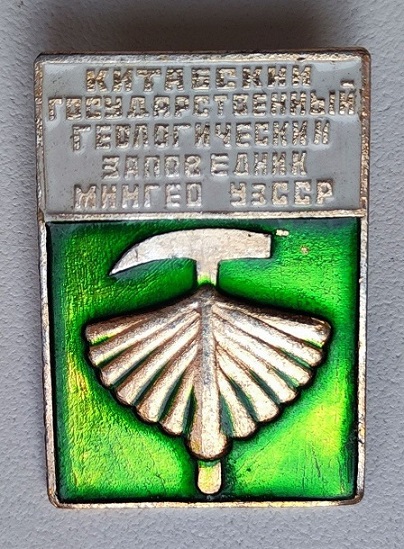 КИТАБСКИЙ
ГОСУДАРСТВЕННЫЙ
ГЕОЛОГИЧЕСКИЙ
ЗАПОВЕДНИК
МИНГЕО УЗССР